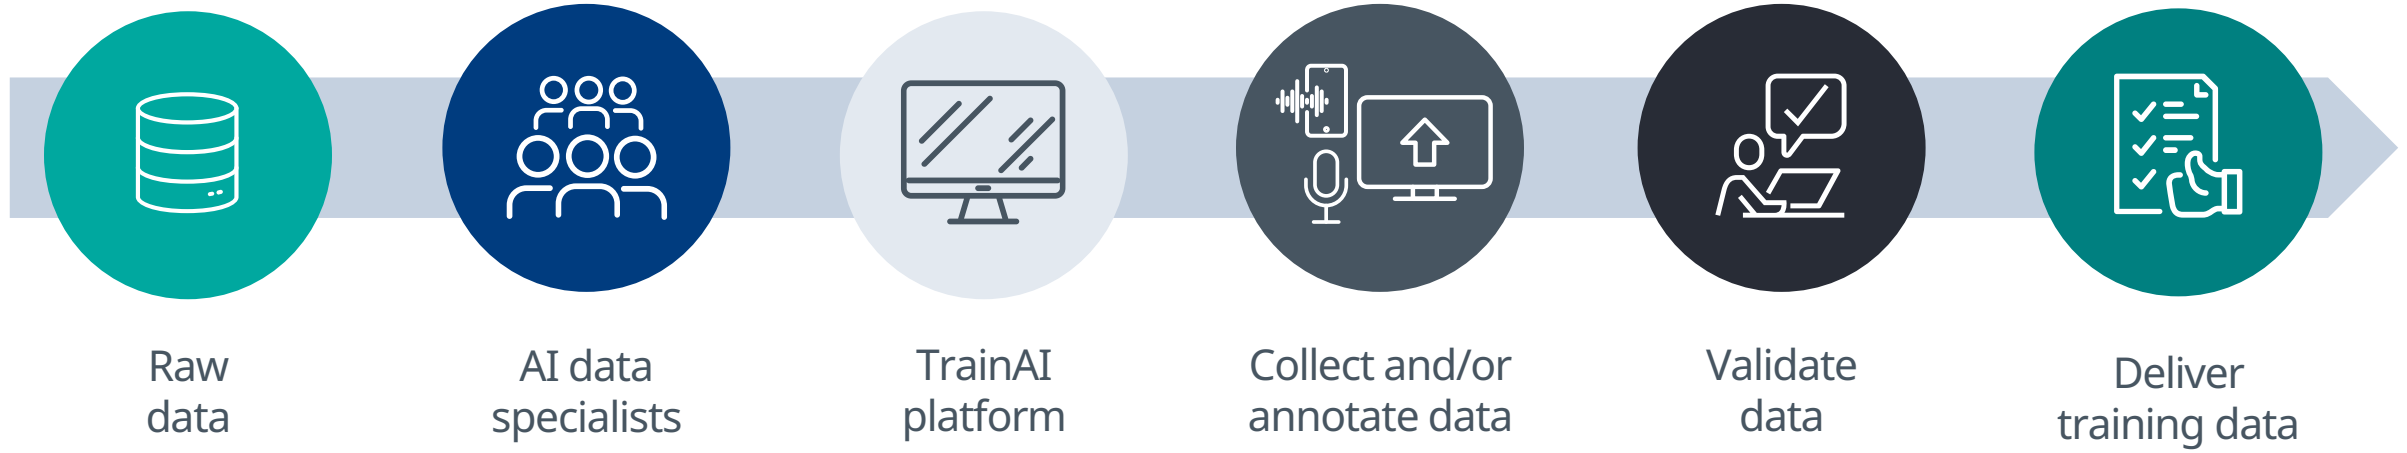 Raw
data
AI data
specialists
TrainAI
platform
Collect and/or
annotate data
Validate
data
Deliver
training data